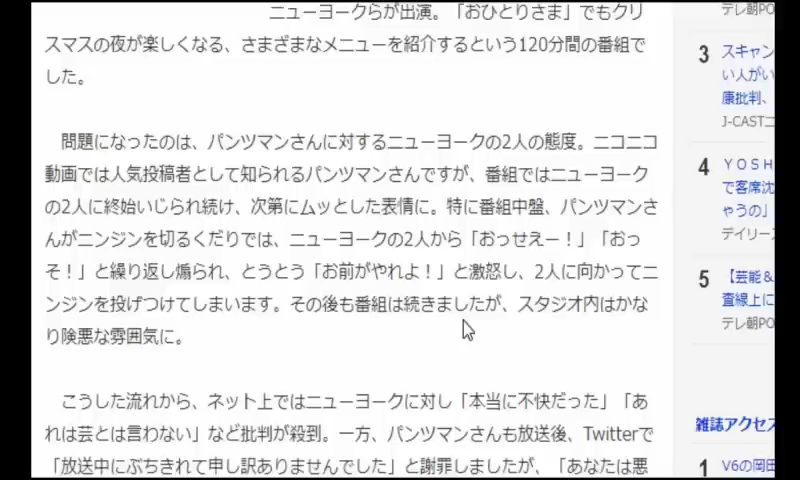 ニューヨークらが出演。「おひとりさま」でもクリ
スマスの夜が楽しくなる、さまざまなメニューを紹介するという120分間の番組で
した。
問題になったのは、パンツマンさんに対するニューヨークの2人の態度。ニコニコ
動画では人気投稿者として知られるパンツマンさんですが、番組ではニューヨーク
の2人に終始いじられ続け、次第にムッとした表情に。特に番組中盤、パンツマンさ
んがニンジンを切るくだりでは、ニューヨークの2人から「おっせえー！」「おっ
そ！」と繰り返し煽られ、とうとう「お前がやれよ！」と激怒し、2人に向かってニ
ンジンを投げつけてしまいます。その後も番組は続きましたが、スタジオ内はかな
り険悪な雰囲気に。
こうした流れから、ネット上ではニューヨークに対し「本当に不快だった」「あ
れは芸とは言わない」など批判が殺到。一方、パンツマンさんも放送後、Twitterで
「放送中にぶちきれて申し訳ありませんでした」と謝罪しましたが、「あなたは悪
テレ朝PO
3 スキャン
い人がい
康批判、
J-CASTニ
4 ＹＯＳＨ
で客席沈
ゃうの」
デイリース
5 【芸能＆
査線上に
テレ朝PO
雑誌アクセス
1 V6の岡田